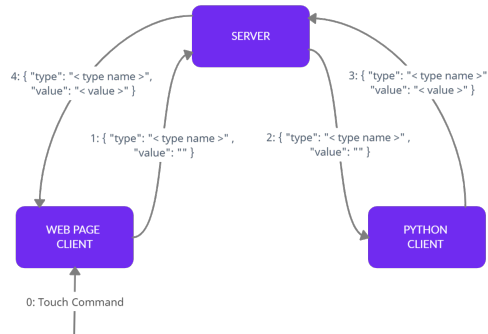 SERVER
4: { "type": "< type name >",
"value": "< value >" }
3: { "type": "< type name >"
"value": "< value >" }
1: { "type": "< type name >" ,
"value": "" }
2: { "type": "< type name >" ,
"value": "" }
WEB PAGE
CLIENT
PYTHON
CLIENT
0: Touch Command